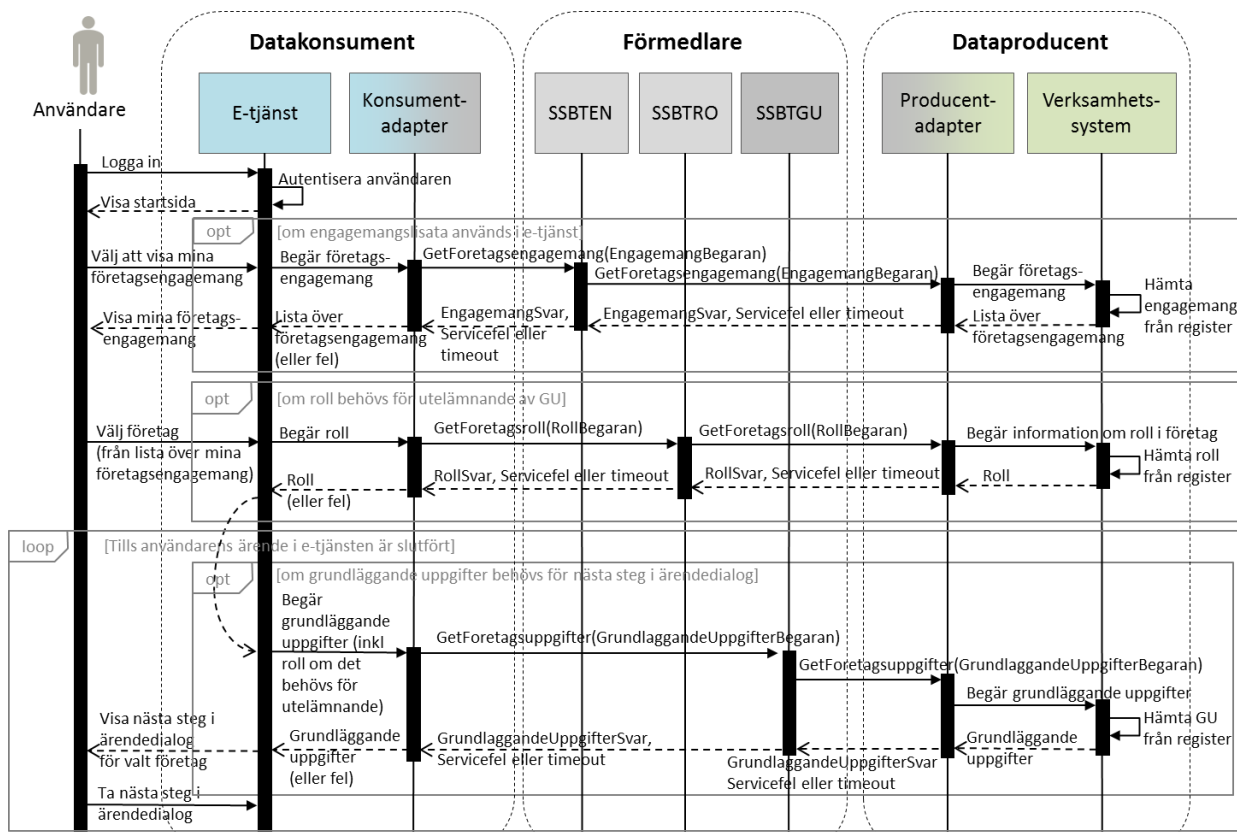 Datakonsument
Förmedlare
Dataproducent
Användare
E-tjänst
Konsument-
adapter
SSBTEN
SSBTRO
SSBTGU
Producent-
adapter
Verksamhets-
system
Logga in
Autentisera användaren
Visa startsida
opt
[om engagemangslisata används i e-tjänst]
Välj att visa mina
företagsengagemang
Begär företags-
engagemang
GetForetagsengagemang(EngagemangBegaran)
GetForetagsengagemang(EngagemangBegaran)
Begär företags-
engagemang
Hämta
engagemang
från register
Visa mina företags-
engagemang
Lista över
företagsengagemang
(eller fel)
EngagemangSvar,
Servicefel eller
timeout
EngagemangSvar, Servicefel eller timeout
Lista över
företagsengagemang
opt
[om roll behövs för utelämnande av GU]
Välj företag
(från lista över mina
företagsengagemang)
Begär roll
GetForetagsroll(RollBegaran)
GetForetagsroll(RollBegaran)
Begär information om roll i företag
Hämta roll
från register
Roll
(eller fel)
RollSvar, Servicefel eller timeout
RollSvar, Servicefel eller timeout
Roll
loop
[Tills användarens ärende i e-tjänsten är slutfört]
opt
[om grundläggande uppgifter behövs för nästa steg i ärendedialog]
Begär
grundläggande
uppgifter (inkl
roll om det
behövs för
utelämnande)
GetForetagsuppgifter(GrundlaggandeUppgifterBegaran)
GetForetagsuppgifter(GrundlaggandeUppgifterBegaran)
Begär grundläggande uppgifter
Hämta GU
från register
Visa nästa steg i
ärendedialog
för valt företag
Grundläggande
uppgifter
(eller fel)
GrundlaggandeUppgifterSvar,
Servicefel eller timeout
GrundlaggandeUppgifterSvar
Servicefel eller timeout
Grundläggande
uppgifter
Ta nästa steg i
ärendedialog